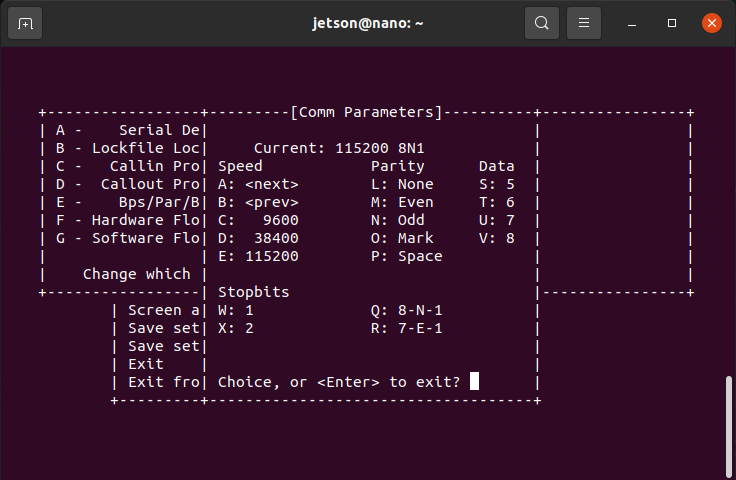 jetson@nano: ~
+-----------------+---------[Comm Parameters]----------+----------------+
| A -    Serial De|                                    |                |
| B - Lockfile Loc|     Current: 115200 8N1            |                |
| C -   Callin Pro| Speed            Parity      Data  |                |
| D -  Callout Pro| A: <next>        L: None     S: 5  |                |
| E -    Bps/Par/B| B: <prev>        M: Even     T: 6  |                |
| F - Hardware Flo| C:   9600        N: Odd      U: 7  |                |
| G - Software Flo| D:  38400        O: Mark     V: 8  |                |
|                 | E: 115200        P: Space          |                |
|    Change which |                                    |                |
+-----------------| Stopbits                           |----------------+
        | Screen a| W: 1             Q: 8-N-1          |
        | Save set| X: 2             R: 7-E-1          |
        | Save set|                                    |
        | Exit    |                                    |
        | Exit fro| Choice, or <Enter> to exit?        |
        +---------+------------------------------------+